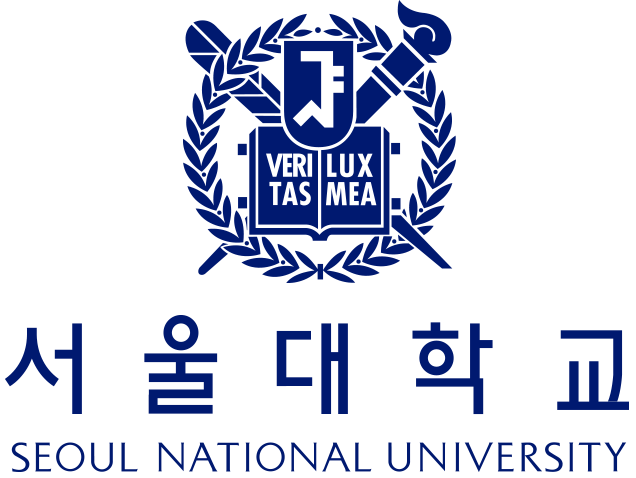 VERI LUX
TAS MEA
서울대학교
SEOUL NATIONAL UNIVERSITY